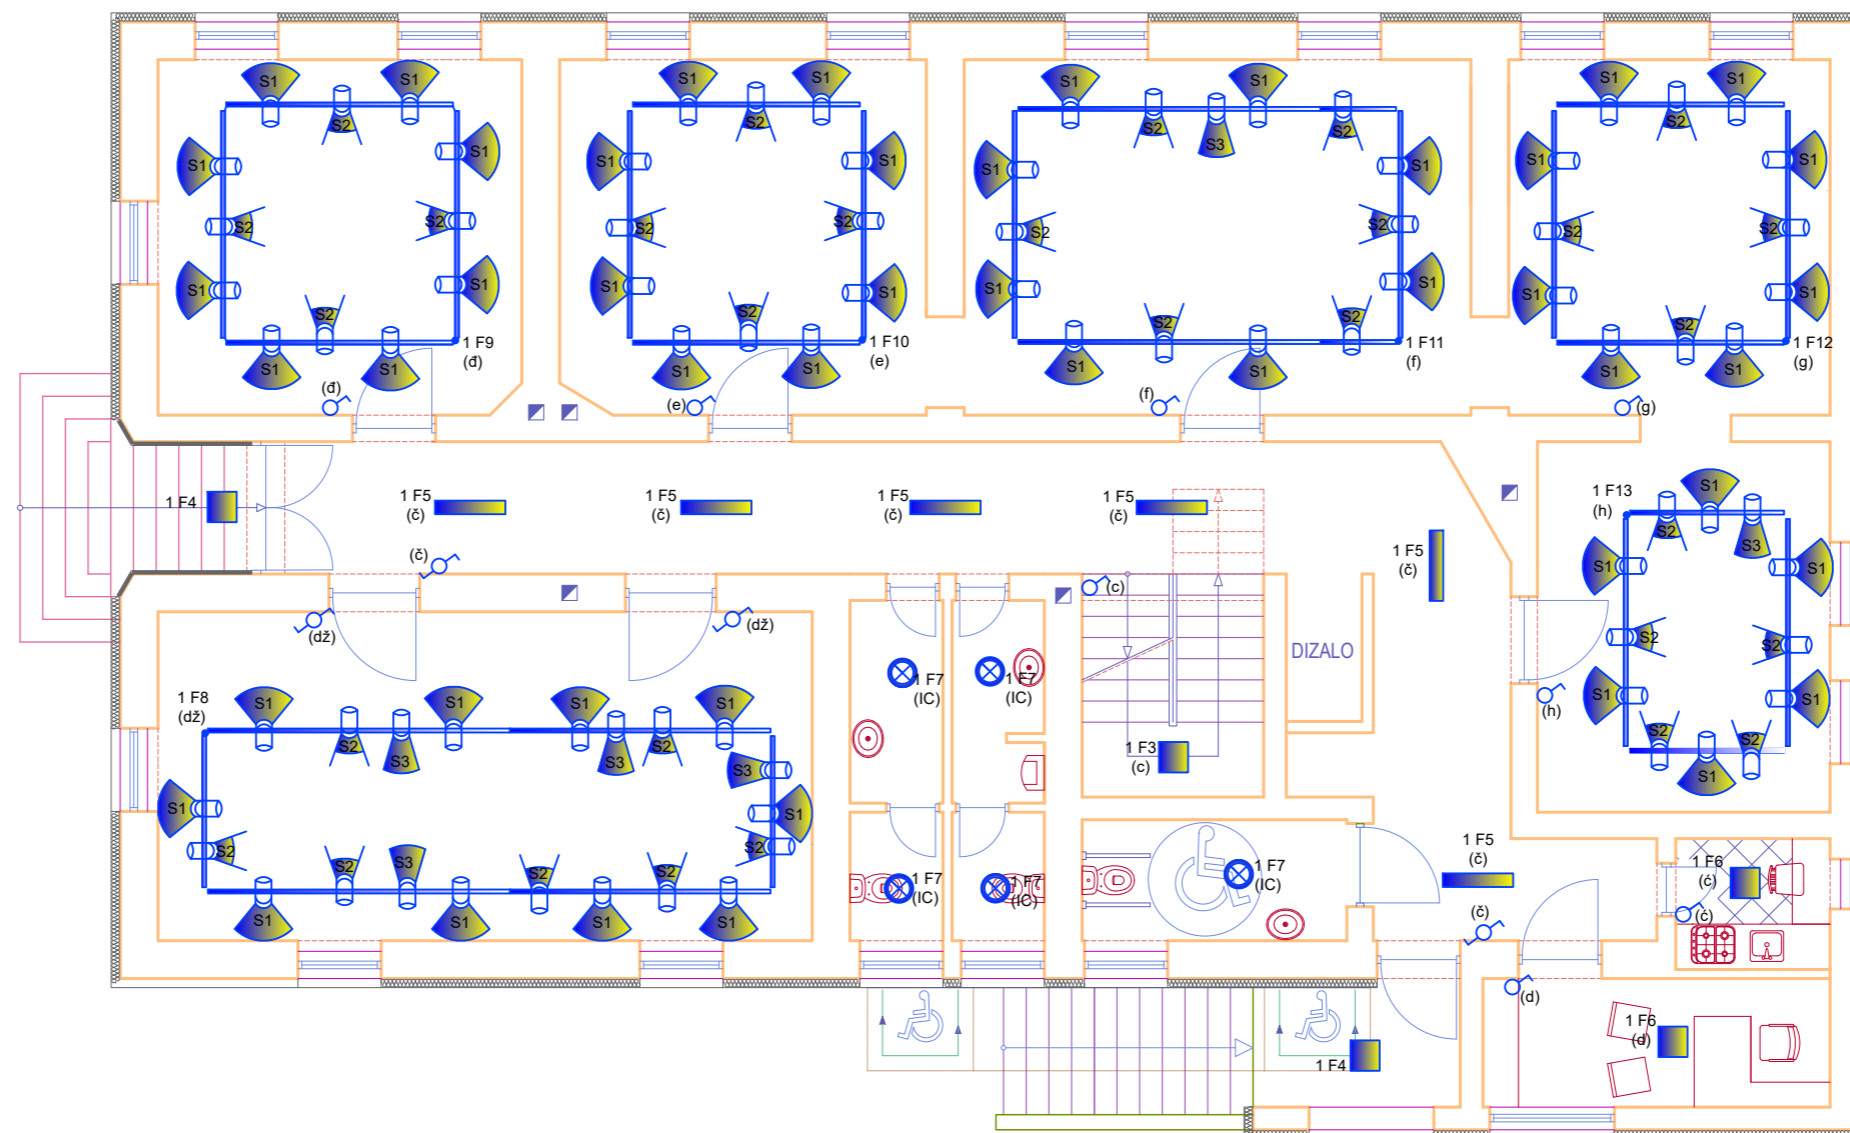 S1
S1
S2
S1
S1
S2
S2
S1
S1
S2
S1
S1
1 F9
(đ)
(đ)
S1
S1
S2
S1
S1
S2
S2
S1
S1
S2
S1
S1
1 F10
(e)
(e)
S1
S1
S2
S3
S2
S1
S1
S2
S2
S1
S1
S2
S2
S1
S1
1 F11
(f)
(f)
S1
S1
S2
S1
S1
S2
S2
S1
S1
S2
S1
S1
1 F12
(g)
(g)
1 F4
1 F5
(č)
1 F5
(č)
1 F5
(č)
1 F5
(č)
1 F5
(č)
(č)
1 F13
(h)
S1
S2
S3
S1
S1
S2
S2
S1
S1
S2
S2
S1
(h)
(dž)
(dž)
(c)
DIZALO
1 F8
(dž)
S1
S1
S1
S1
S2
S3
S3
S2
S3
S1
S1
S2
S2
S2
S3
S2
S2
S1
S1
S1
S1
1 F7
(IC)
1 F7
(IC)
1 F3
(c)
1 F7
(IC)
1 F7
(IC)
1 F7
(IC)
1 F5
(č)
(č)
1 F6
(ć)
(ć)
(d)
1 F6
(d)
1 F4